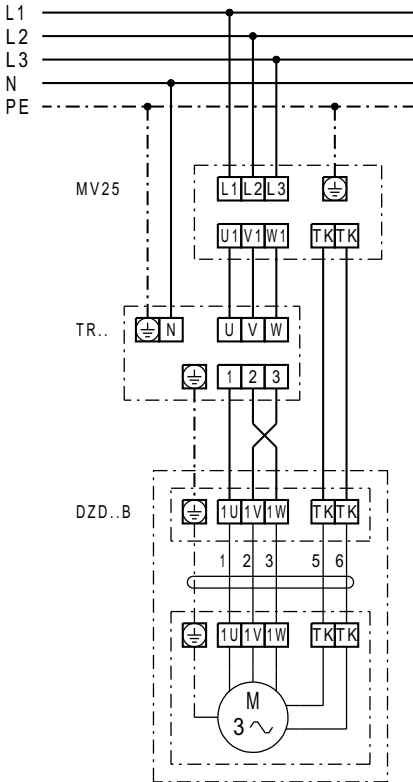 L1
L2
L3
N
PE
MV25
L1 L2 L3
U1 V1 W1 TK TK
TR..
N U V W
1 2 3
DZD..B
1U 1V 1W TK TK
1 2 3 5 6
1U 1V 1W TK TK
M
3